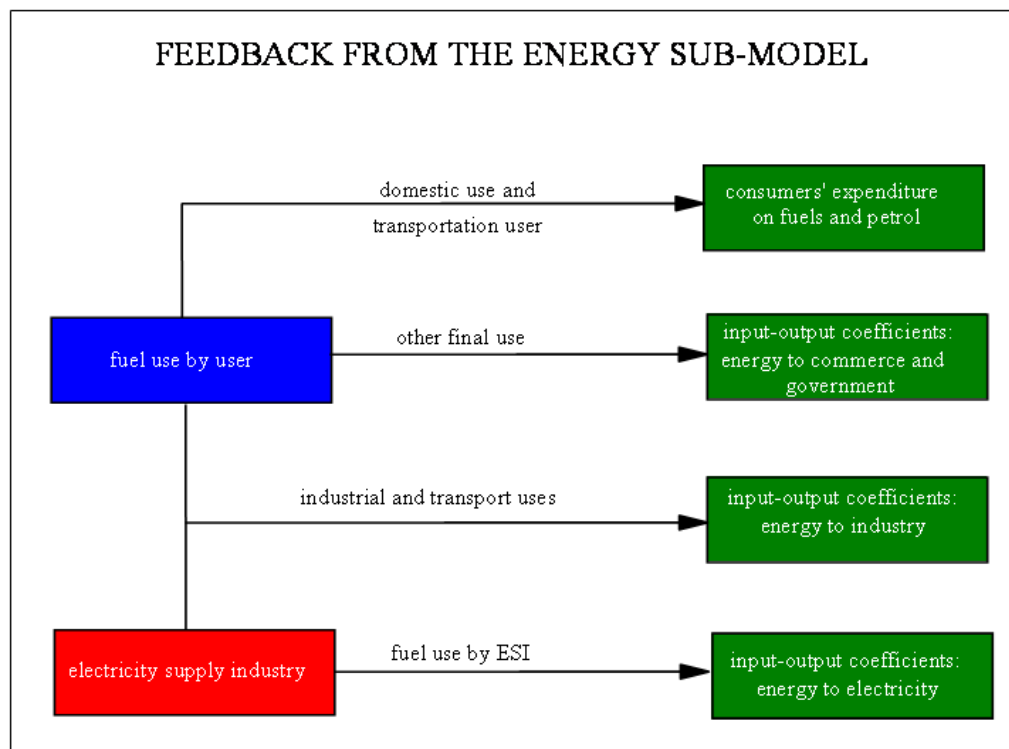 FEEDBACK FROM THE ENERGY SUB-MODEL
domestic use and
transportation user
consumers' expenditure
on fuels and petrol
fuel use by user
other final use
input-output coefficients:
energy to commerce and
government
industrial and transport uses
input-output coefficients:
energy to industry
electricity supply industry
fuel use by ESI
input-output coefficients:
energy to electricity